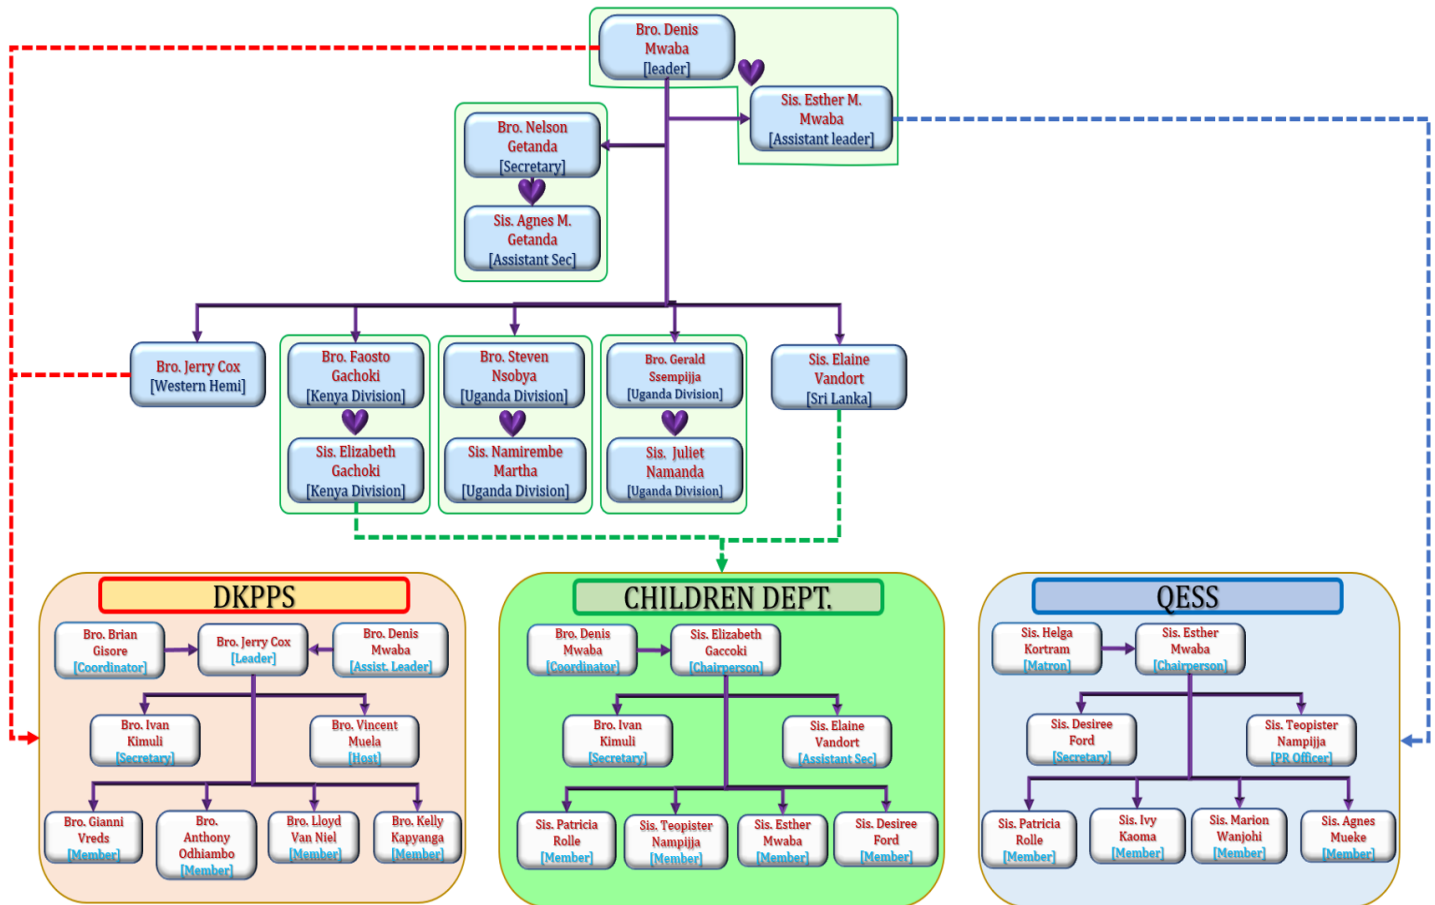 Bro. Denis
Mwaba
[leader]
Sis. Esther M.
Mwaba
[Assistant leader]
Bro. Nelson
Getanda
[Secretary]
Sis. Agnes M.
Getanda
[Assistant Sec]
Bro. Jerry Cox
[Western Hemi]
Bro. Faosto
Gachoki
[Kenya Division]
Sis. Elizabeth
Gachoki
[Kenya Division]
Bro. Steven
Nsobya
[Uganda Division]
Sis. Namirembe
Martha
[Uganda Division]
Bro. Gerald
Ssempijja
[Uganda Division]
Sis. Juliet
Namanda
[Uganda Division]
Sis. Elaine
Vandort
[Sri Lanka]
DKPPS
Bro. Brian
Gisore
[Coordinator]
Bro. Jerry Cox
[Leader]
Bro. Denis
Mwaba
[Assist. Leader]
Bro. Ivan
Kimuli
[Secretary]
Bro. Vincent
Muela
[Host]
Bro. Gianni
Vreds
[Member]
Bro.
Anthony
Odhiambo
[Member]
Bro. Lloyd
Van Niel
[Member]
Bro. Kelly
Kapyanga
[Member]
CHILDREN DEPT.
Bro. Denis
Mwaba
[Coordinator]
Sis. Elizabeth
Gaccoki
[Chairperson]
Bro. Ivan
Kimuli
[Secretary]
Sis. Elaine
Vandort
[Assistant Sec]
Sis. Patricia
Rolle
[Member]
Sis. Teopister
Nampijja
[Member]
Sis. Esther
Mwaba
[Member]
Sis. Desiree
Ford
[Member]
QESS
Sis. Helga
Kortram
[Matron]
Sis. Esther
Mwaba
[Chairperson]
Sis. Desiree
Ford
[Secretary]
Sis. Teopister
Nampijja
[PR Officer]
Sis. Patricia
Rolle
[Member]
Sis. Ivy
Kaoma
[Member]
Sis. Marion
Wanjohi
[Member]
Sis. Agnes
Mueke
[Member]